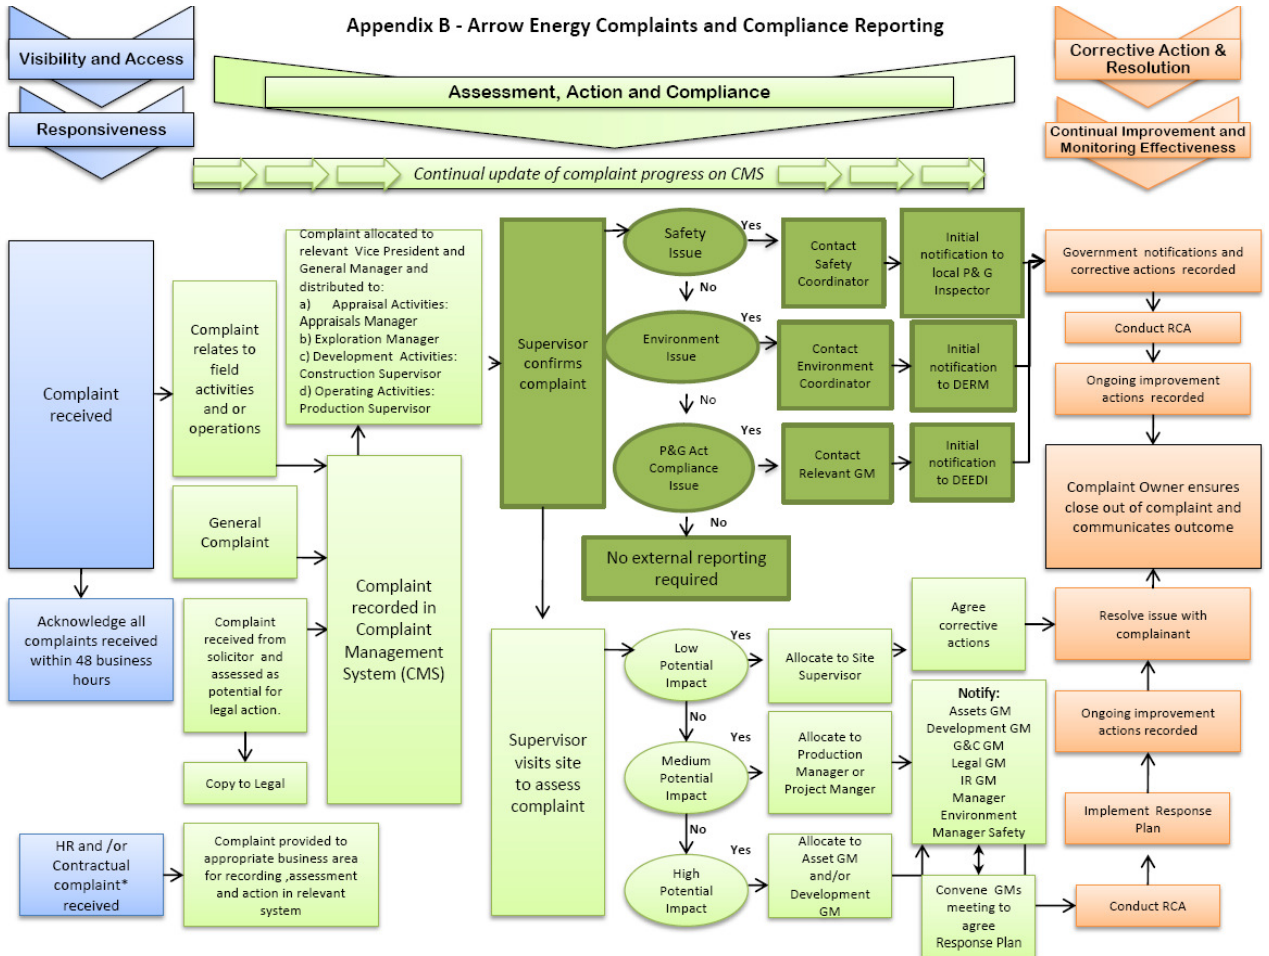 Appendix B - Arrow Energy Complaints and Compliance Reporting
Visibility and Access
Responsiveness
Assessment, Action and Compliance
Corrective Action &
Resolution
Continual Improvement and
Monitoring Effectiveness
Continual update of complaint progress on CMS
Complaint
received
Acknowledge all
complaints received
within 48 business
hours
HR and /or
Contractual
complaint*
received
Complaint
relates to
field
activities
and or
operations
General
Complaint
Complaint
received from
solicitor and
assessed as
potential for
legal action.
Copy to Legal
Complaint provided to
appropriate business area
for recording ,assessment
and action in relevant
system
Complaint allocated to
relevant Vice President and
General Manager and
distributed to:
a) Appraisal Activities:
Appraisals Manager
b) Exploration Manager
c) Development Activities:
Construction Supervisor
d) Operating Activities:
Production Supervisor
Complaint
recorded in
Complaint
Management
System (CMS)
Supervisor
confirms
complaint
Safety
Issue
Yes
Contact
Safety
Coordinator
Initial
notification to
local P& G
Inspector
No
Environment
Issue
Yes
Contact
Environment
Coordinator
Initial
notification
to DERM
No
P&G Act
Compliance
Issue
Yes
Contact
Relevant GM
Initial
notification
to DEEDI
No
No external reporting
required
Supervisor
visits site
to assess
complaint
Low
Potential
Impact
Yes
Allocate to Site
Supervisor
Agree
corrective
actions
No
Medium
Potential
Impact
Yes
Allocate to
Production
Manager or
Project Manger
Notify:
Assets GM
Development GM
G&C GM
Legal GM
IR GM
Manager
Environment
Manager Safety
No
High
Potential
Impact
Yes
Allocate to
Asset GM
and/or
Development
GM
Convene GMs
meeting to
agree
Response Plan
Government notifications and
corrective actions recorded
Conduct RCA
Ongoing improvement
actions recorded
Complaint Owner ensures
close out of complaint and
communicates outcome
Resolve issue with
complainant
Ongoing improvement
actions recorded
Implement Response
Plan
Conduct RCA